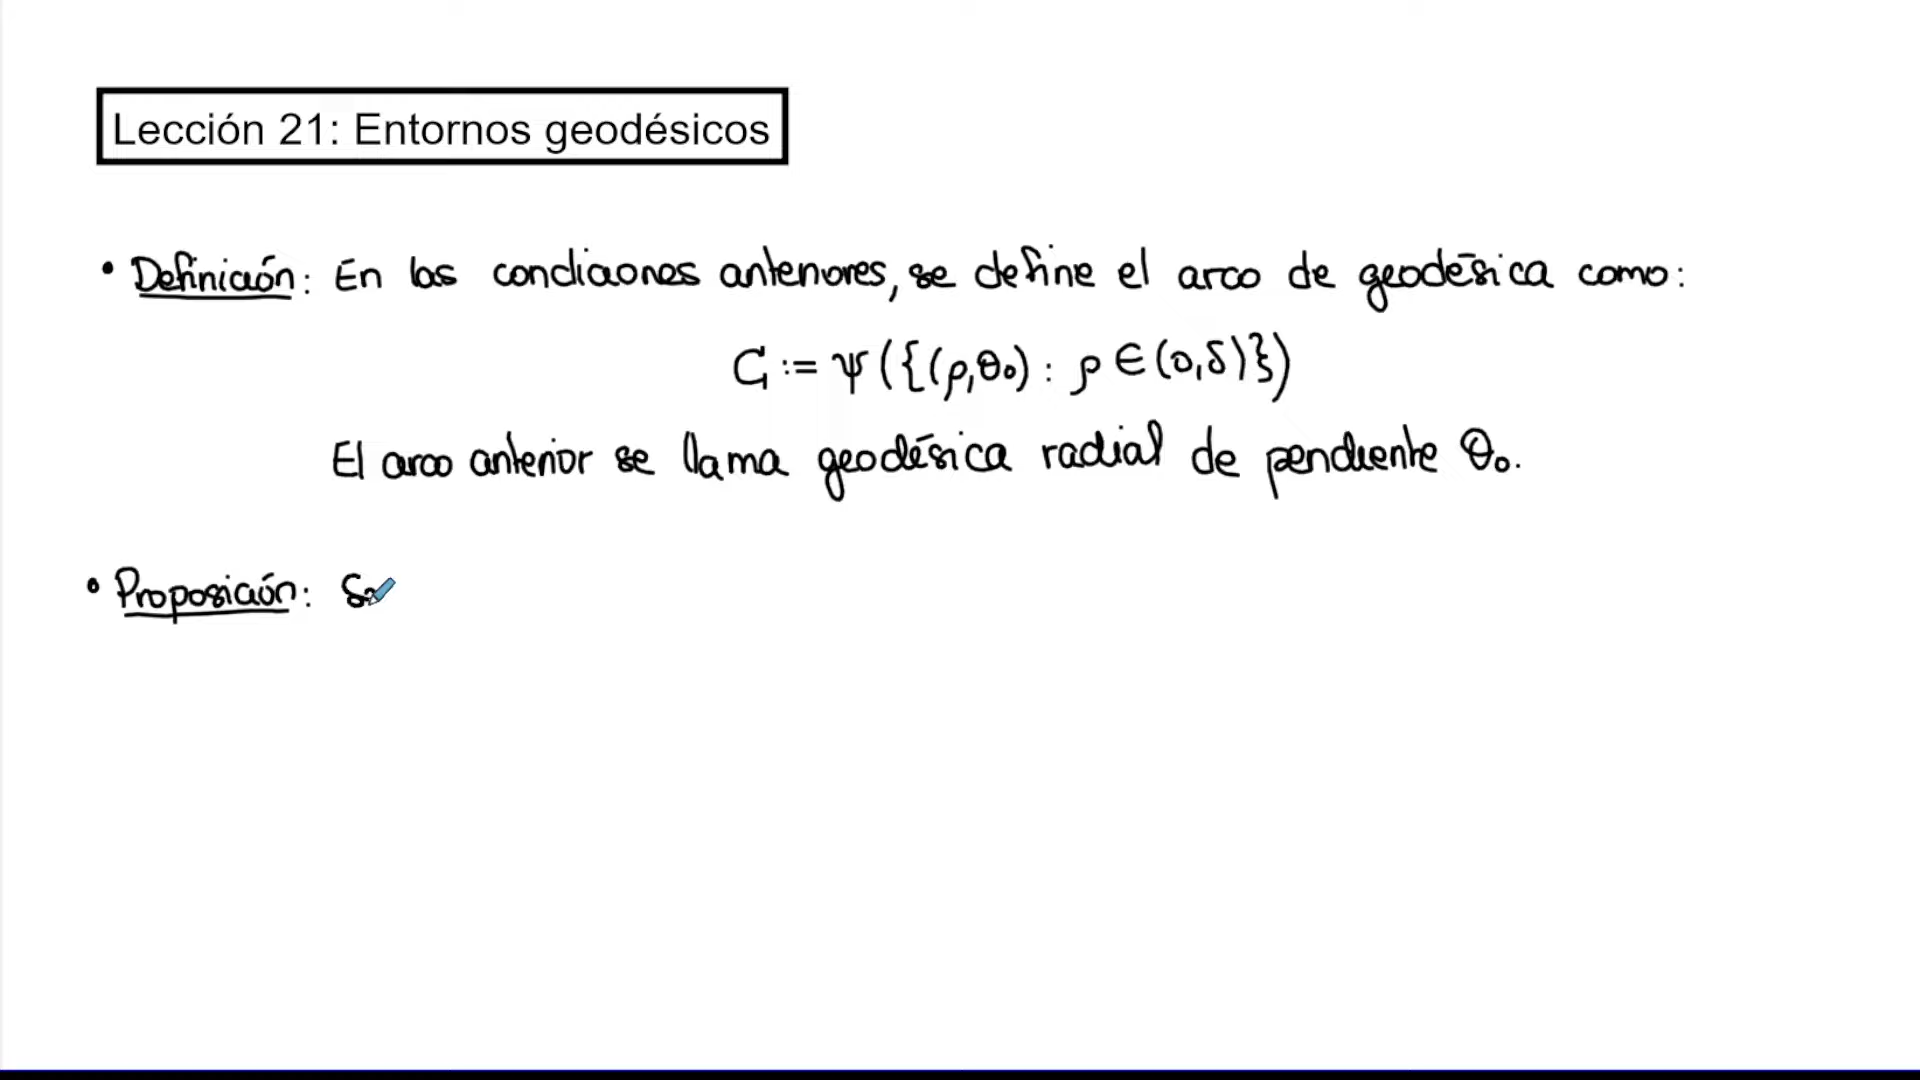 Lección 21: Entornos geodésicos
• Definición: En las condiciones anteriores, se define el arco de geodésica como:
C := ψ({(ρ,θ₀) : ρ ∈ (0,δ)})
El arco anterior se llama geodésica radial de pendiente θ₀.
• Proposición: Se